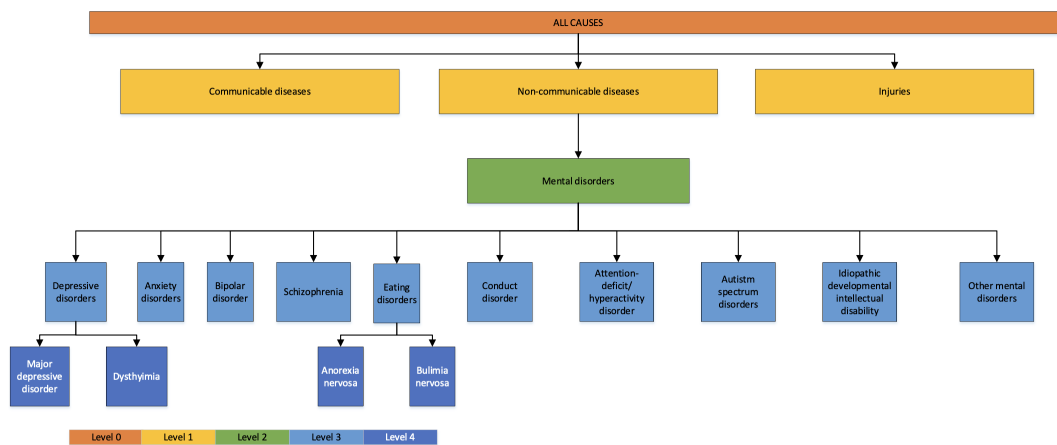 ALL CAUSES
Communicable diseases
Non-communicable diseases
Injuries
Mental disorders
Depressive
disorders
Anxiety
disorders
Bipolar
disorder
Schizophrenia
Eating
disorders
Conduct
disorder
Attention-
deficit/
hyperactivity
disorder
Autistm
spectrum
disorders
Idiopathic
developmental
intellectual
disability
Other mental
disorders
Major
depressive
disorder
Dysthyimia
Anorexia
nervosa
Bulimia
nervosa
Level 0
Level 1
Level 2
Level 3
Level 4